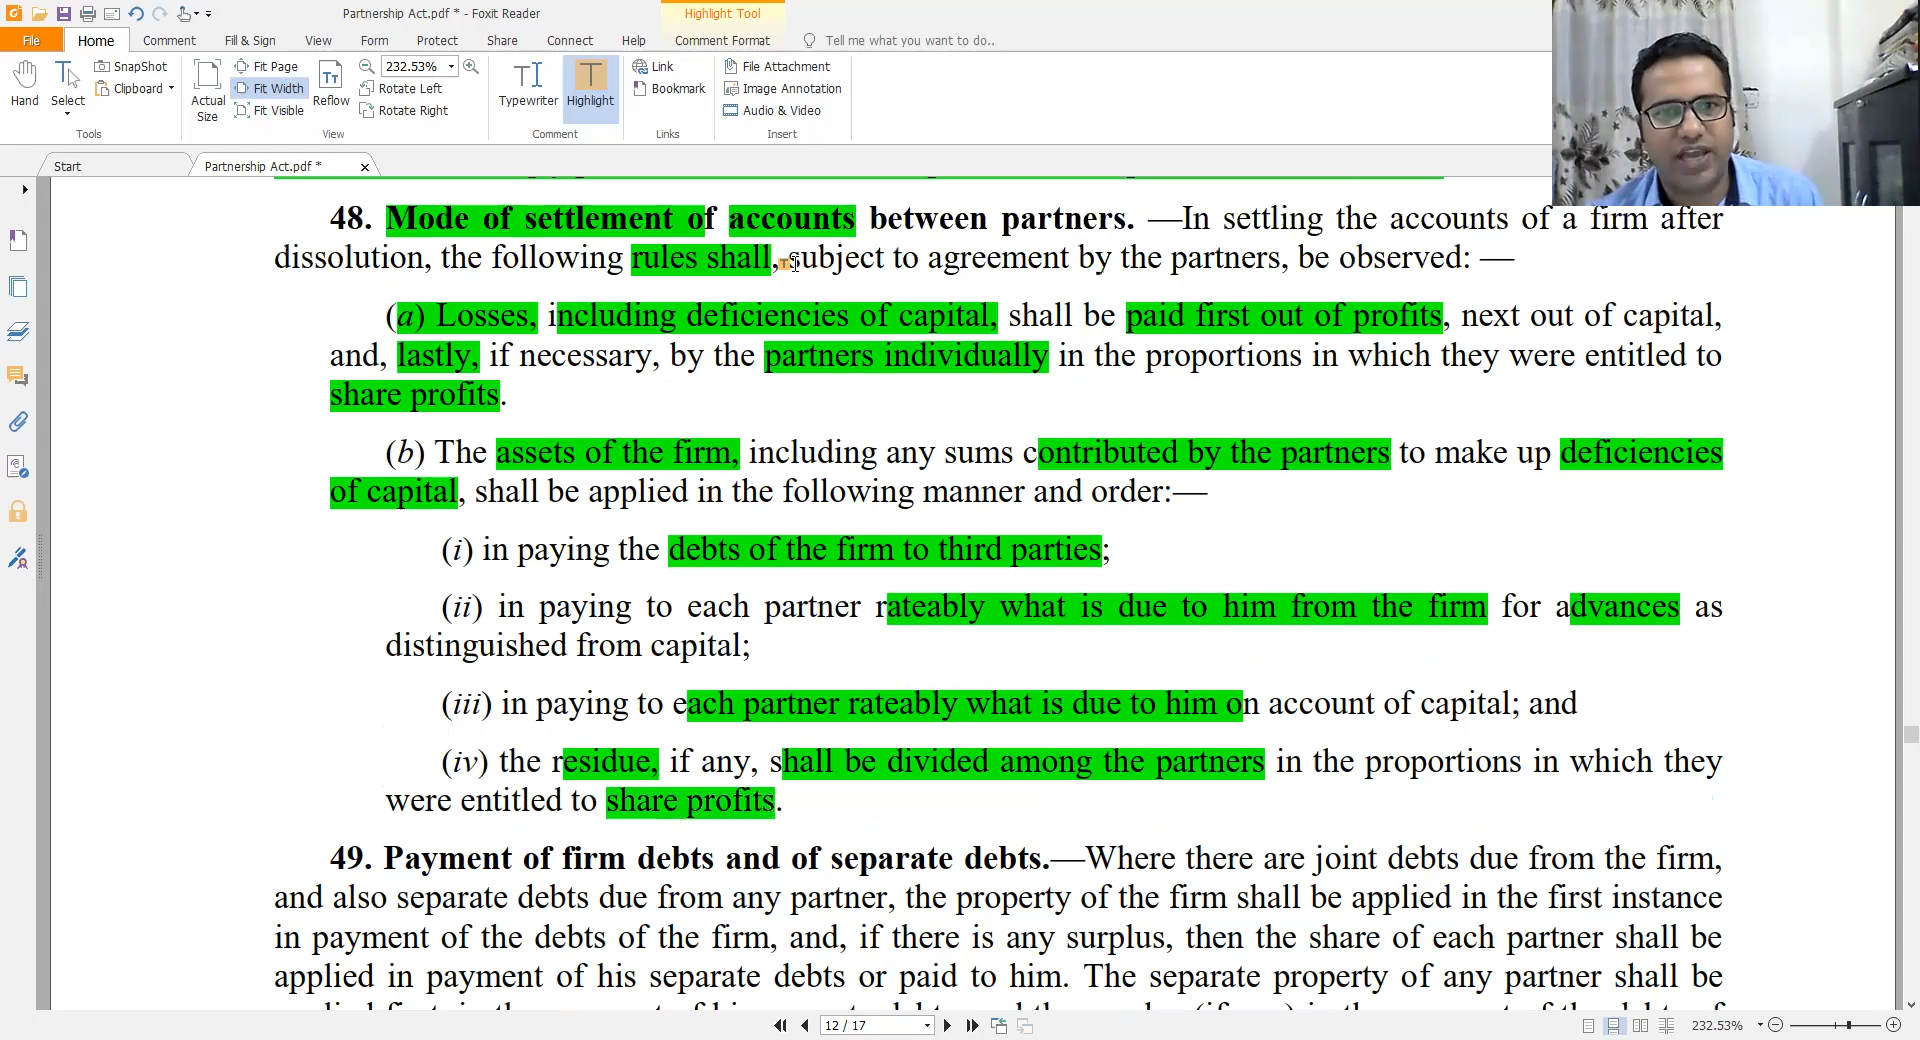 Partnership Act.pdf * - Foxit Reader
Highlight Tool
File
Home
Comment
Fill & Sign
View
Form
Protect
Share
Connect
Help
Comment Format
Tell me what you want to do..
Hand
Select
SnapShot
Clipboard
Tools
Actual Size
Fit Page
Fit Width
Fit Visible
Reflow
232.53%
Rotate Left
Rotate Right
View
Typewriter
Highlight
Comment
Link
Bookmark
Links
File Attachment
Image Annotation
Audio & Video
Insert
Start
Partnership Act.pdf *
48. Mode of settlement of accounts between partners. —In settling the accounts of a firm after
dissolution, the following rules shall, subject to agreement by the partners, be observed: —
(a) Losses, including deficiencies of capital, shall be paid first out of profits, next out of capital,
and, lastly, if necessary, by the partners individually in the proportions in which they were entitled to
share profits.
(b) The assets of the firm, including any sums contributed by the partners to make up deficiencies
of capital, shall be applied in the following manner and order:—
(i) in paying the debts of the firm to third parties;
(ii) in paying to each partner rateably what is due to him from the firm for advances as
distinguished from capital;
(iii) in paying to each partner rateably what is due to him on account of capital; and
(iv) the residue, if any, shall be divided among the partners in the proportions in which they
were entitled to share profits.
49. Payment of firm debts and of separate debts.—Where there are joint debts due from the firm,
and also separate debts due from any partner, the property of the firm shall be applied in the first instance
in payment of the debts of the firm, and, if there is any surplus, then the share of each partner shall be
applied in payment of his separate debts or paid to him. The separate property of any partner shall be
12 / 17
232.53%